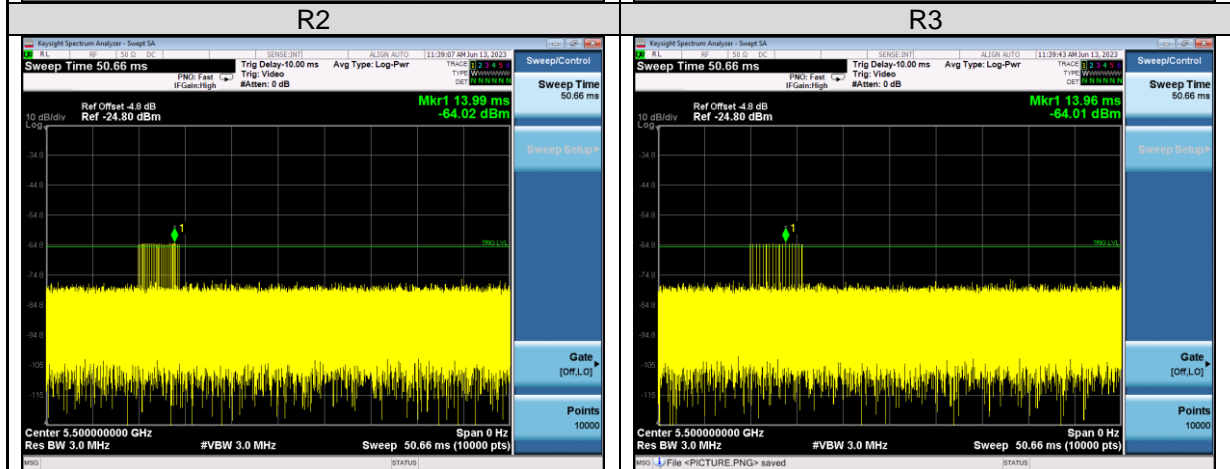 R2
R3
Keysight Spectrum Analyzer - Swept SA
RL RF 50 Ω DC SENSE:INT ALIGN AUTO 11:39:07 AM Jun 13, 2023
Sweep Time 50.66 ms
PNO: Fast
IFGain:High
Trig Delay-10.00 ms
Trig: Video
#Atten: 0 dB
Avg Type: Log-Pwr
TRACE 1 2 3 4 5 6
TYPE WWWWWW
DET N N N N N N
Mkr1 13.99 ms
-64.02 dBm
Ref Offset -4.8 dB
10 dB/div Ref -24.80 dBm
Log
-34.8
-44.8
-54.8
-64.8
-74.8
-84.8
-94.8
-105
-115
1
TRIG LVL
Center 5.500000000 GHz Span 0 Hz
Res BW 3.0 MHz #VBW 3.0 MHz Sweep 50.66 ms (10000 pts)
MSG STATUS
Sweep/Control
Sweep Time
50.66 ms
Sweep Setup
Gate
[Off,LO]
Points
10000
Keysight Spectrum Analyzer - Swept SA
RL RF 50 Ω DC SENSE:INT ALIGN AUTO 11:39:43 AM Jun 13, 2023
Sweep Time 50.66 ms
PNO: Fast
IFGain:High
Trig Delay-10.00 ms
Trig: Video
#Atten: 0 dB
Avg Type: Log-Pwr
TRACE 1 2 3 4 5 6
TYPE WWWWWW
DET N N N N N N
Mkr1 13.96 ms
-64.01 dBm
Ref Offset -4.8 dB
10 dB/div Ref -24.80 dBm
Log
-34.8
-44.8
-54.8
-64.8
-74.8
-84.8
-94.8
-105
-115
1
TRIG LVL
Center 5.500000000 GHz Span 0 Hz
Res BW 3.0 MHz #VBW 3.0 MHz Sweep 50.66 ms (10000 pts)
MSG File <PICTURE.PNG> saved STATUS
Sweep/Control
Sweep Time
50.66 ms
Sweep Setup
Gate
[Off,LO]
Points
10000